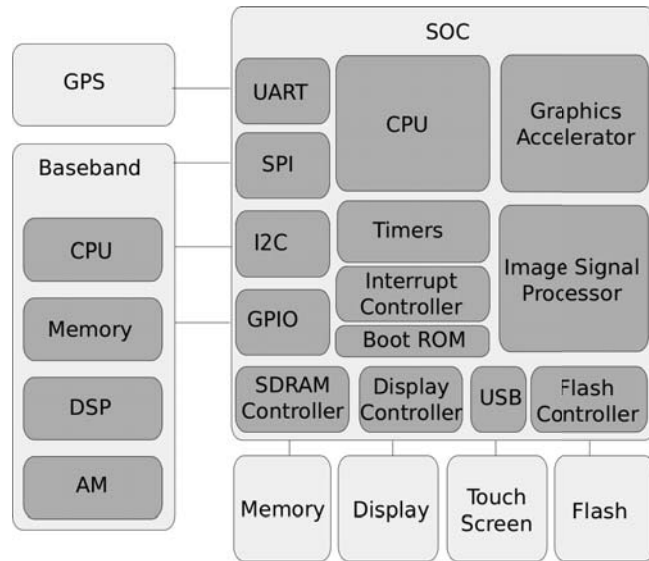 SOC
GPS
UART
CPU
Graphics
Accelerator
Baseband
SPI
CPU
I2C
Timers
Image Signal
Processor
Interrupt
Controller
Memory
GPIO
Boot ROM
DSP
SDRAM
Controller
Display
Controller
USB
Flash
Controller
AM
Memory
Display
Touch
Screen
Flash